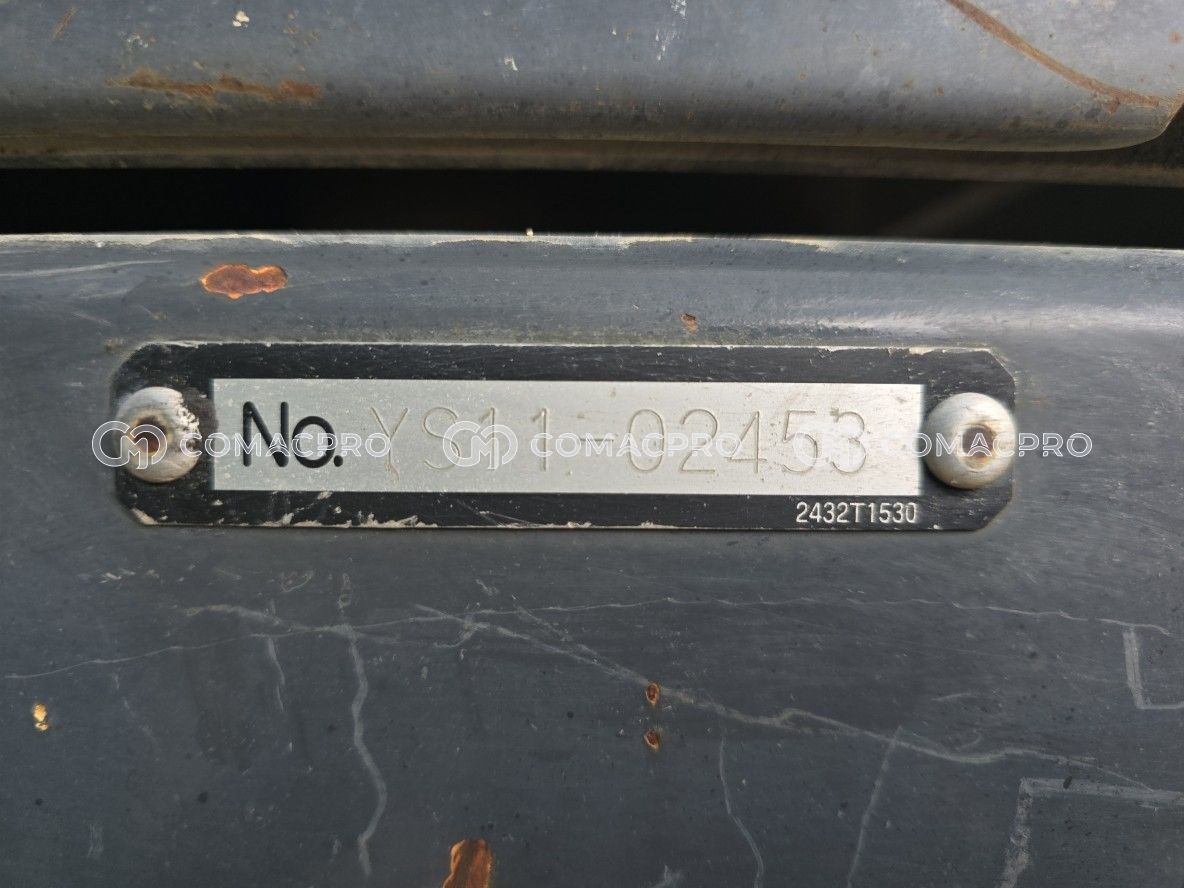 No. YS11-02453
COMACPRO COMACPRO COMACPRO
2432T1530